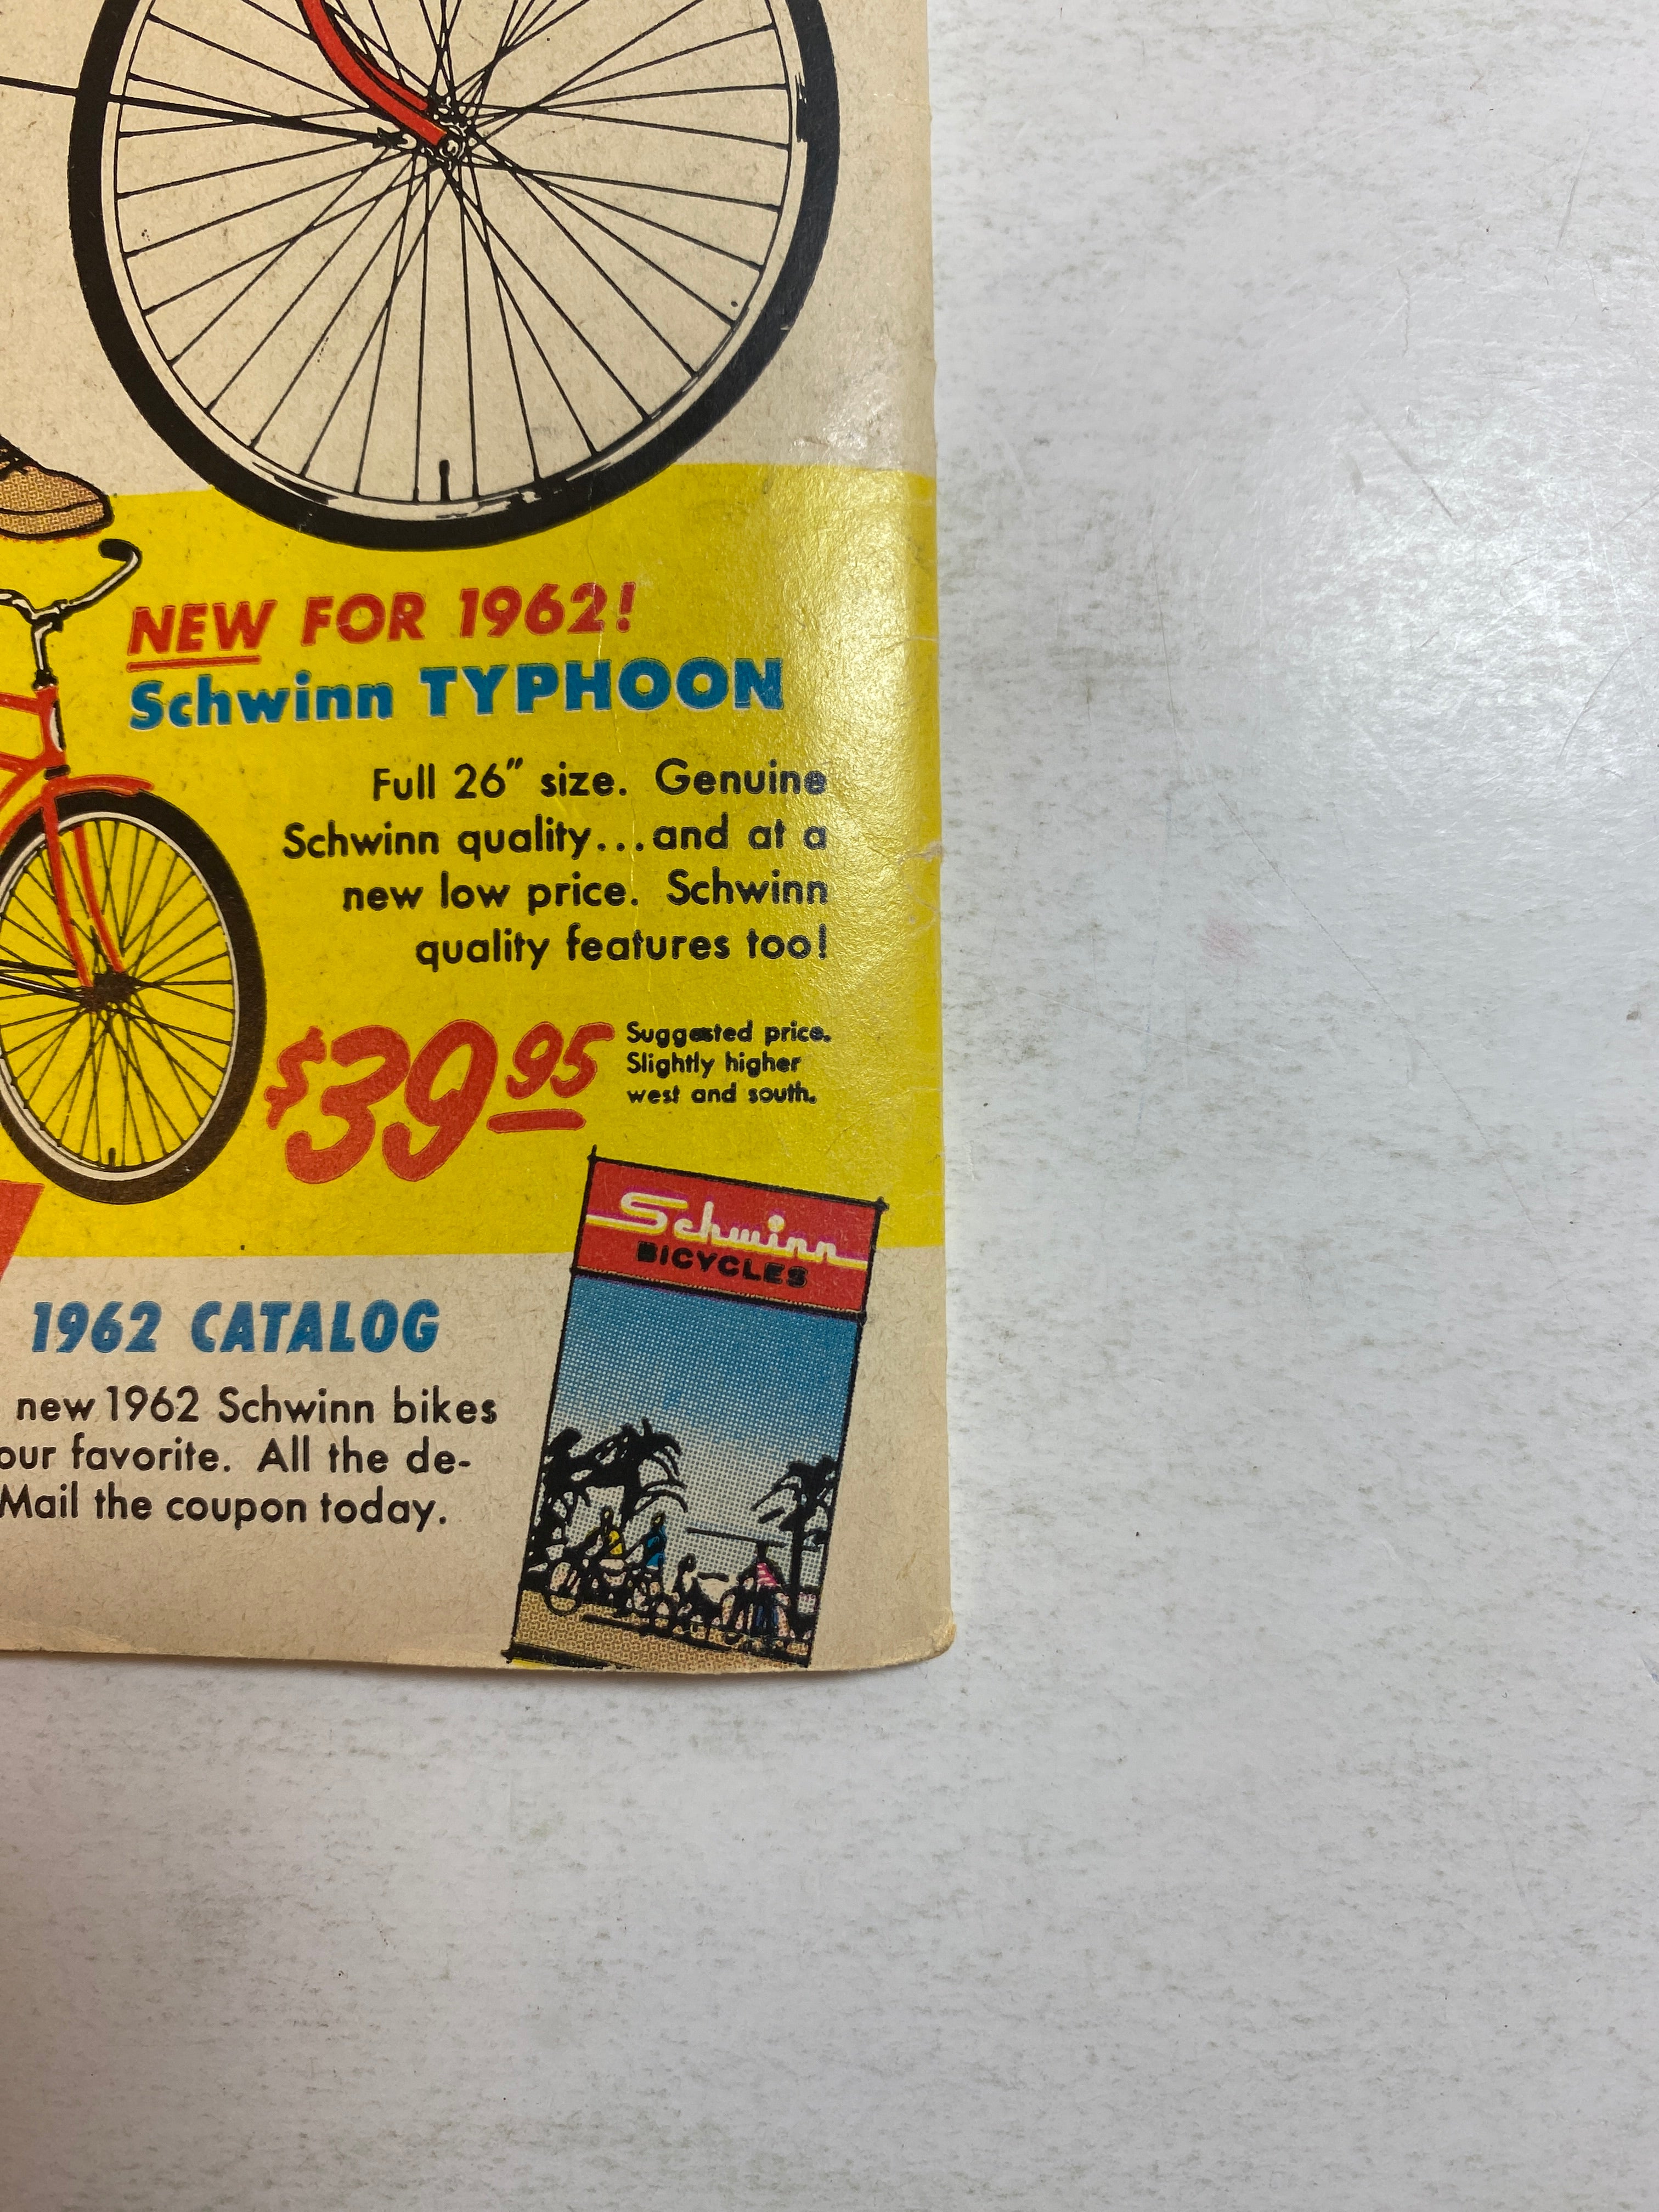 NEW FOR 1962!
Schwinn TYPHOON
Full 26" size. Genuine
Schwinn quality...and at a
new low price. Schwinn
quality features too!
$39.95
Suggested price.
Slightly higher
west and south.
Schwinn
BICYCLES
1962 CATALOG
new 1962 Schwinn bikes
our favorite. All the de-
Mail the coupon today.